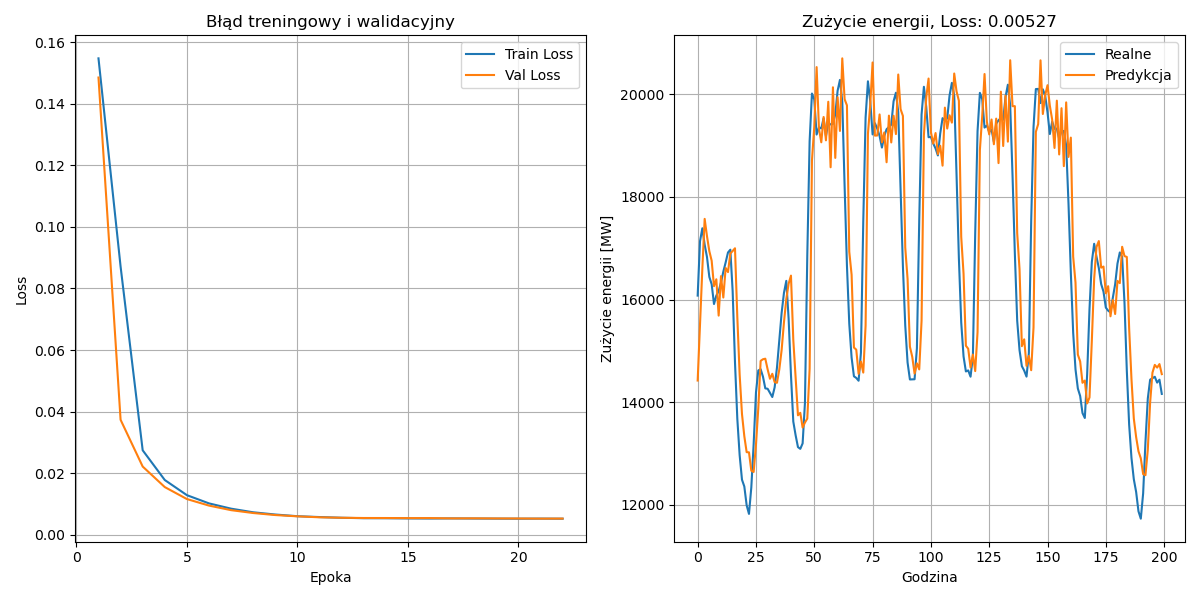 Błąd treningowy i walidacyjny
Train Loss
Val Loss
0.16
0.14
0.12
0.10
0.08
0.06
0.04
0.02
0.00
Loss
0
5
10
15
20
Epoka
Zużycie energii, Loss: 0.00527
Realne
Predykcja
20000
18000
16000
14000
12000
Zużycie energii [MW]
0
25
50
75
100
125
150
175
200
Godzina